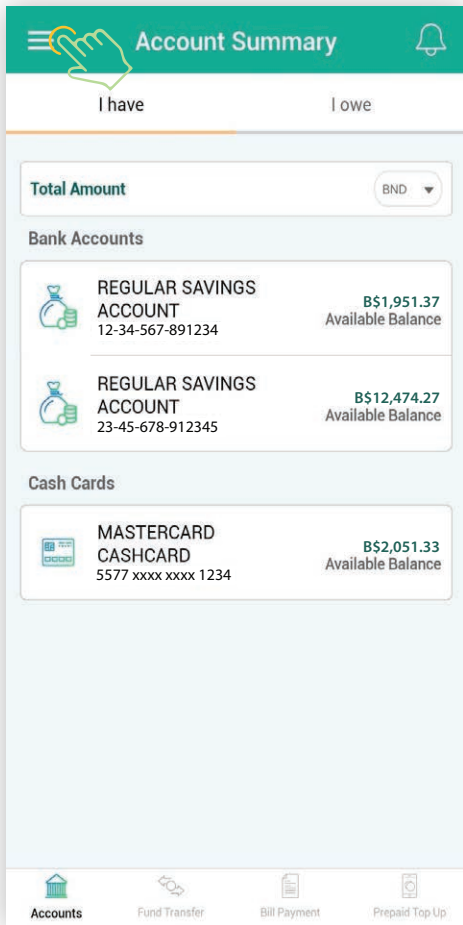 Account Summary
I have
I owe
Total Amount
BND
Bank Accounts
REGULAR SAVINGS
ACCOUNT
12-34-567-891234
B$1,951.37
Available Balance
REGULAR SAVINGS
ACCOUNT
23-45-678-912345
B$12,474.27
Available Balance
Cash Cards
MASTERCARD
CASHCARD
5577 xxxx xxxx 1234
B$2,051.33
Available Balance
Accounts
Fund Transfer
Bill Payment
Prepaid Top Up